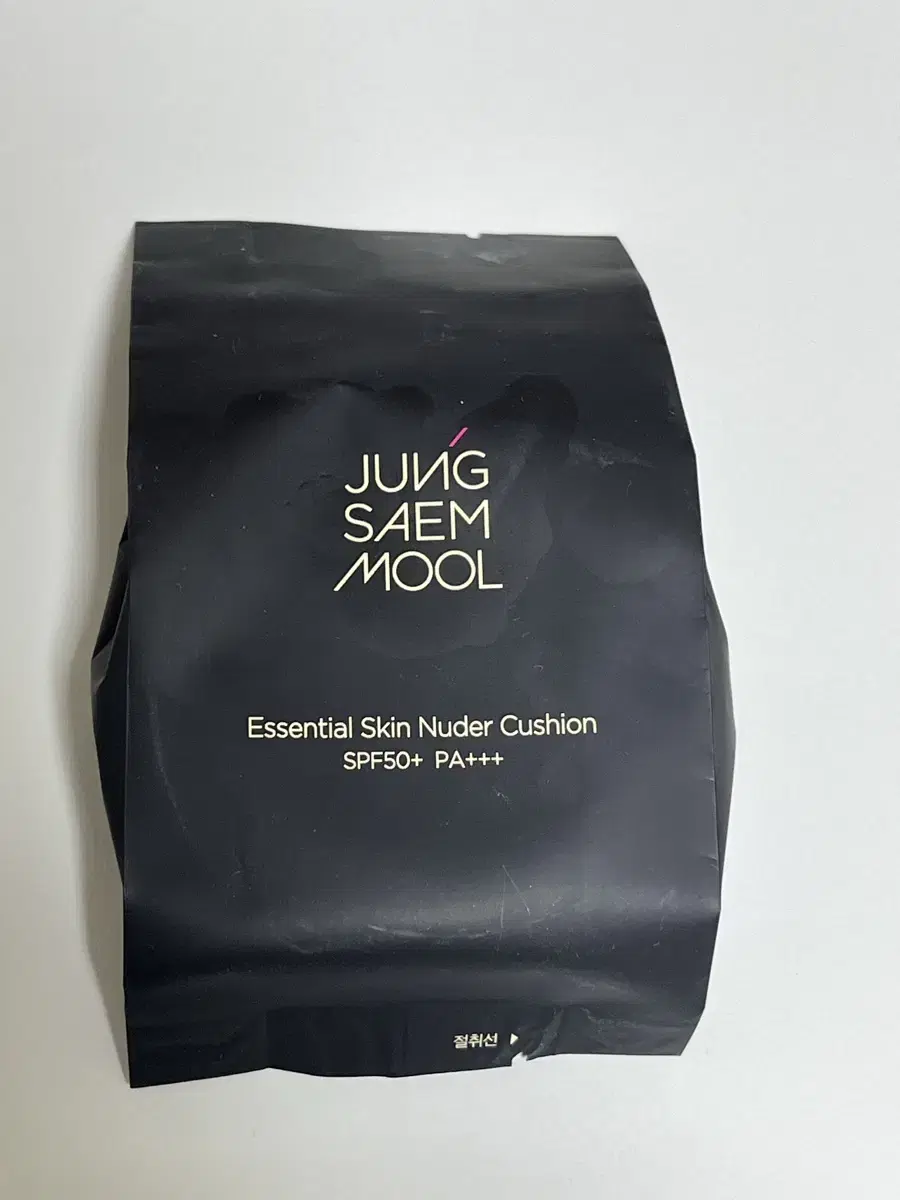 JUNG
SAEM
MOOL
Essential Skin Nuder Cushion
SPF50+ PA+++
절취선